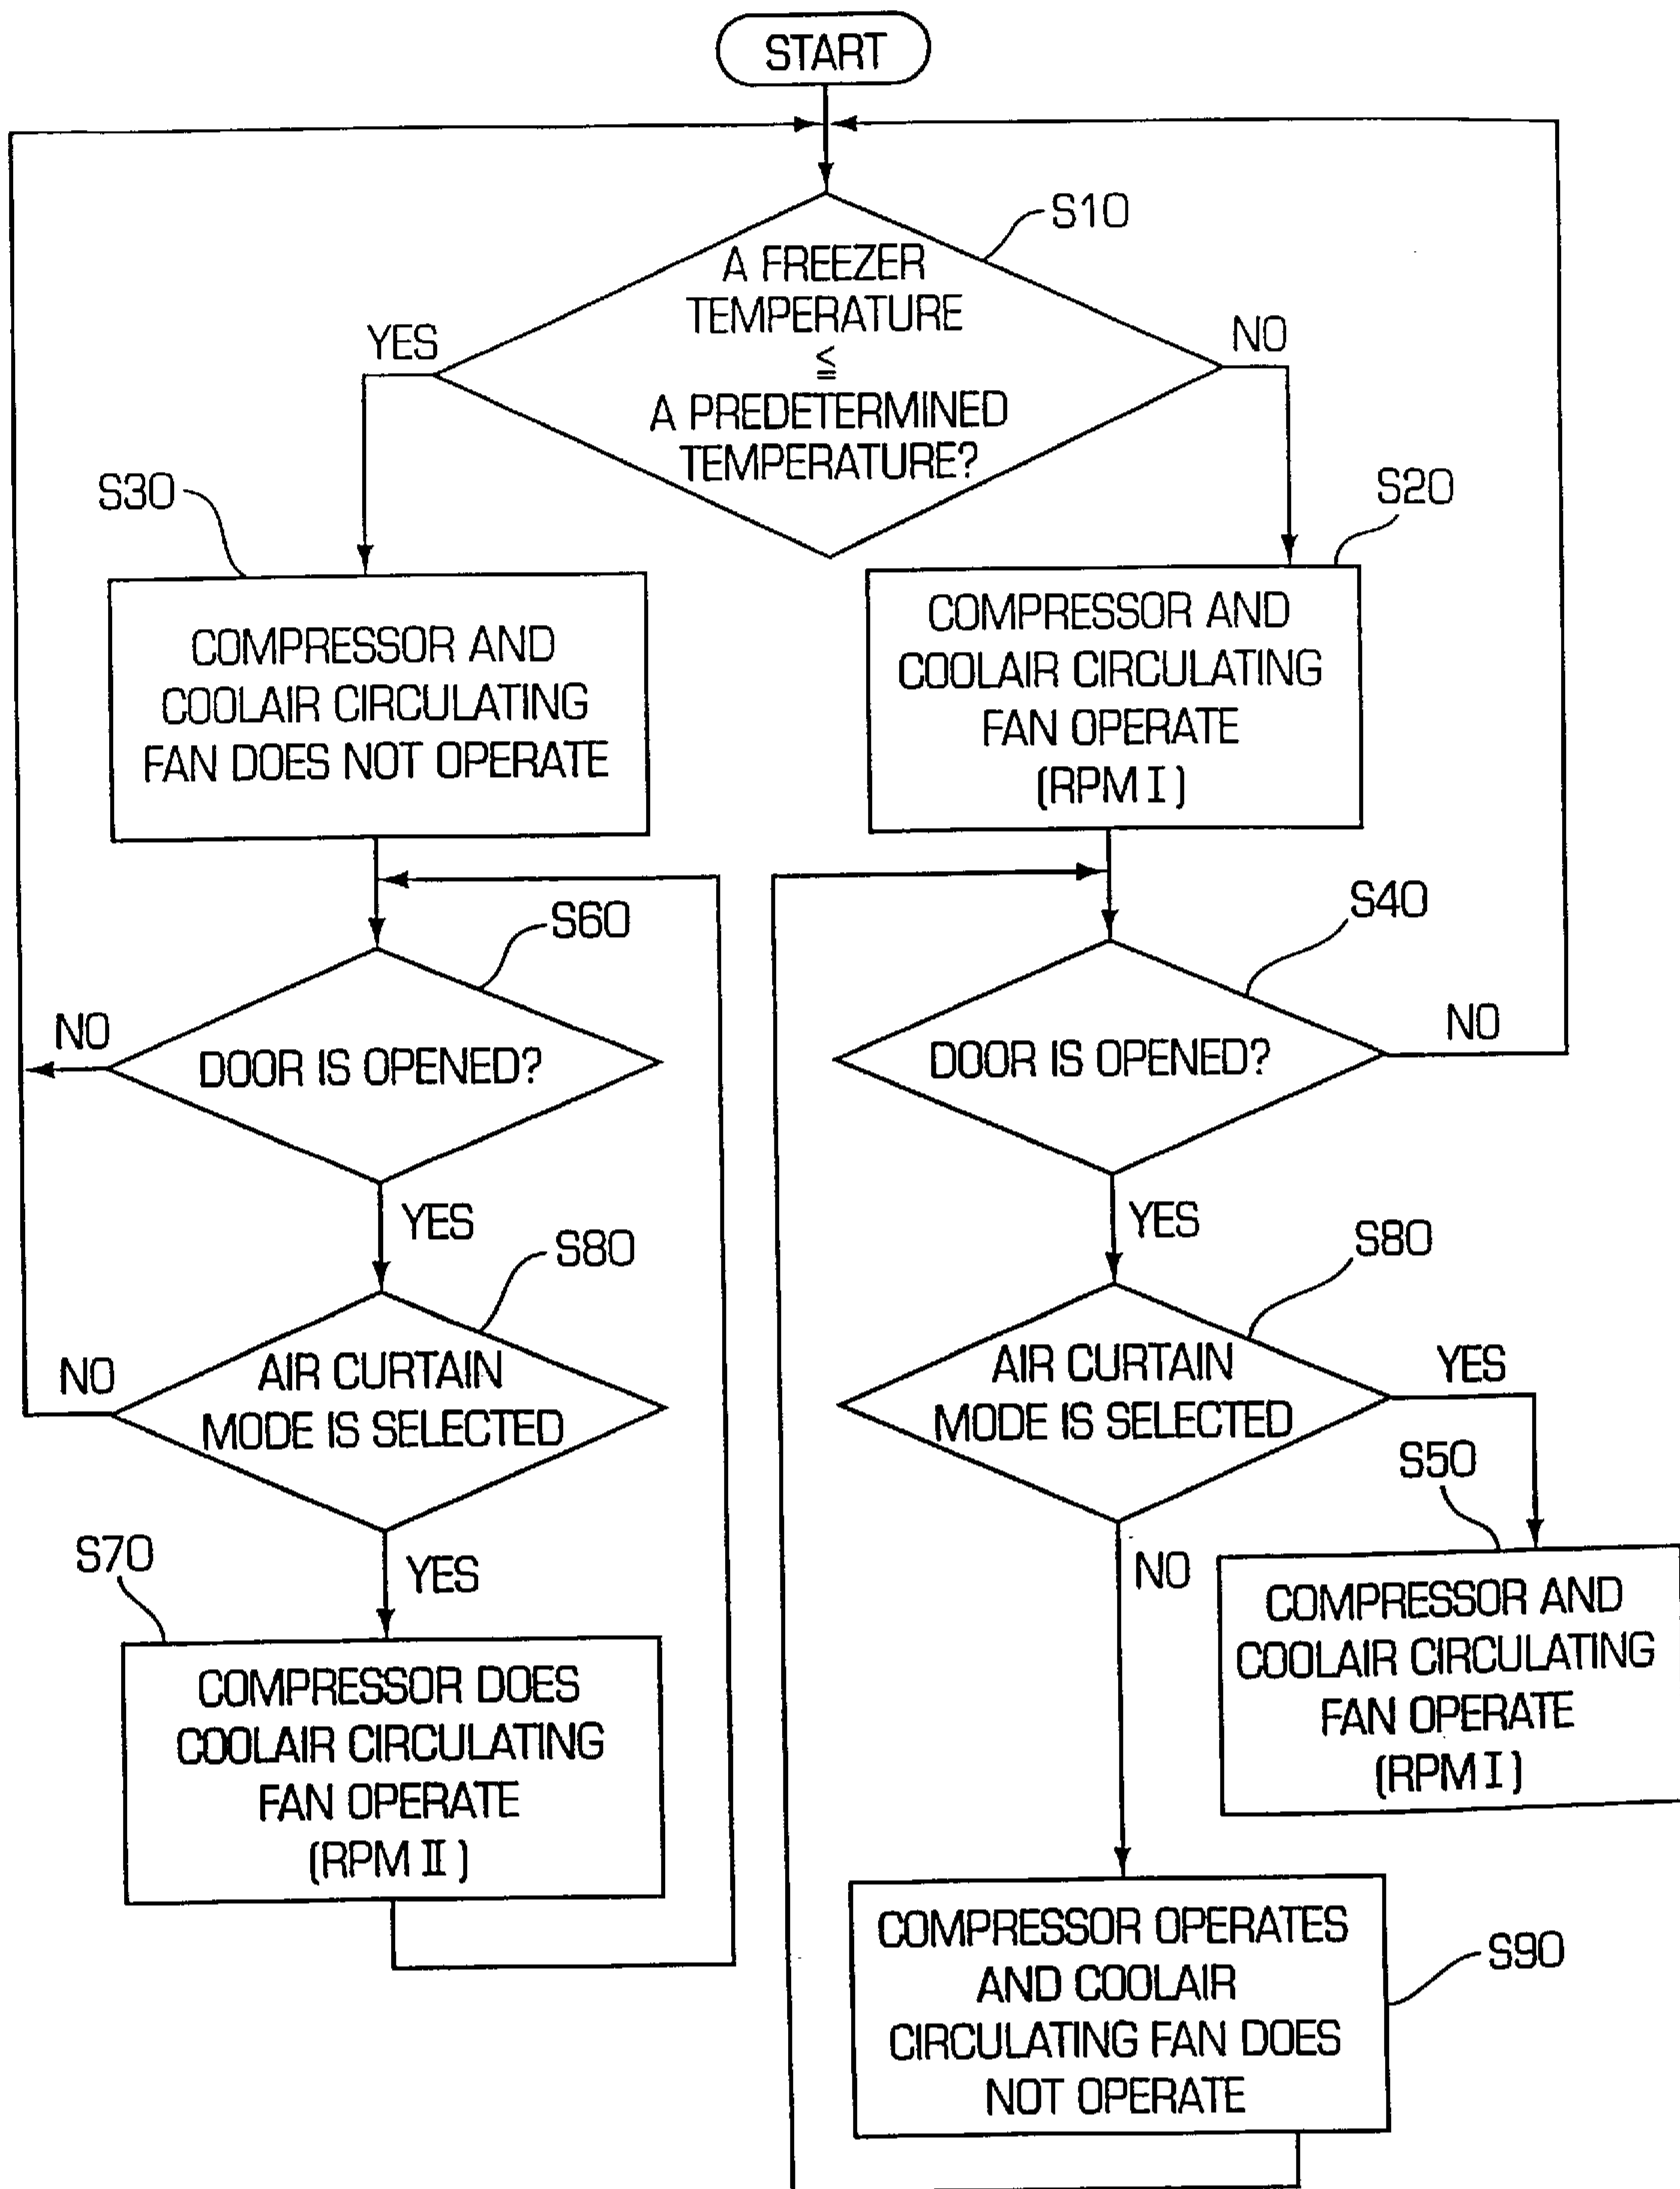 START
S10
A FREEZER
TEMPERATURE
≦
A PREDETERMINED
TEMPERATURE?
YES
NO
S30
S20
COMPRESSOR AND
COOLAIR CIRCULATING
FAN DOES NOT OPERATE
COMPRESSOR AND
COOLAIR CIRCULATING
FAN OPERATE
(RPM I)
S60
S40
NO
DOOR IS OPENED?
DOOR IS OPENED?
NO
YES
YES
S80
S80
NO
AIR CURTAIN
MODE IS SELECTED
AIR CURTAIN
MODE IS SELECTED
YES
S50
S70
YES
NO
COMPRESSOR AND
COOLAIR CIRCULATING
FAN OPERATE
(RPM I)
COMPRESSOR DOES
COOLAIR CIRCULATING
FAN OPERATE
(RPM II)
COMPRESSOR OPERATES
AND COOLAIR
CIRCULATING FAN DOES
NOT OPERATE
S90